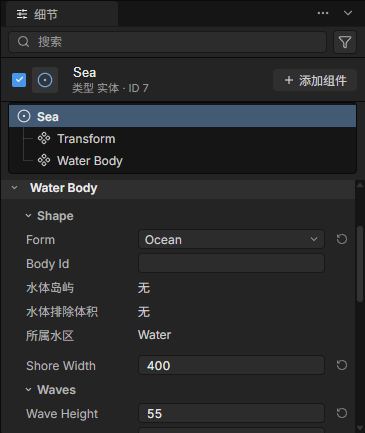 细节
搜索
Sea
类型 实体 · ID 7
添加组件
Sea
Transform
Water Body
Water Body
Shape
Form Ocean
Body Id
水体岛屿 无
水体排除体积 无
所属水区 Water
Shore Width 400
Waves
Wave Height 55